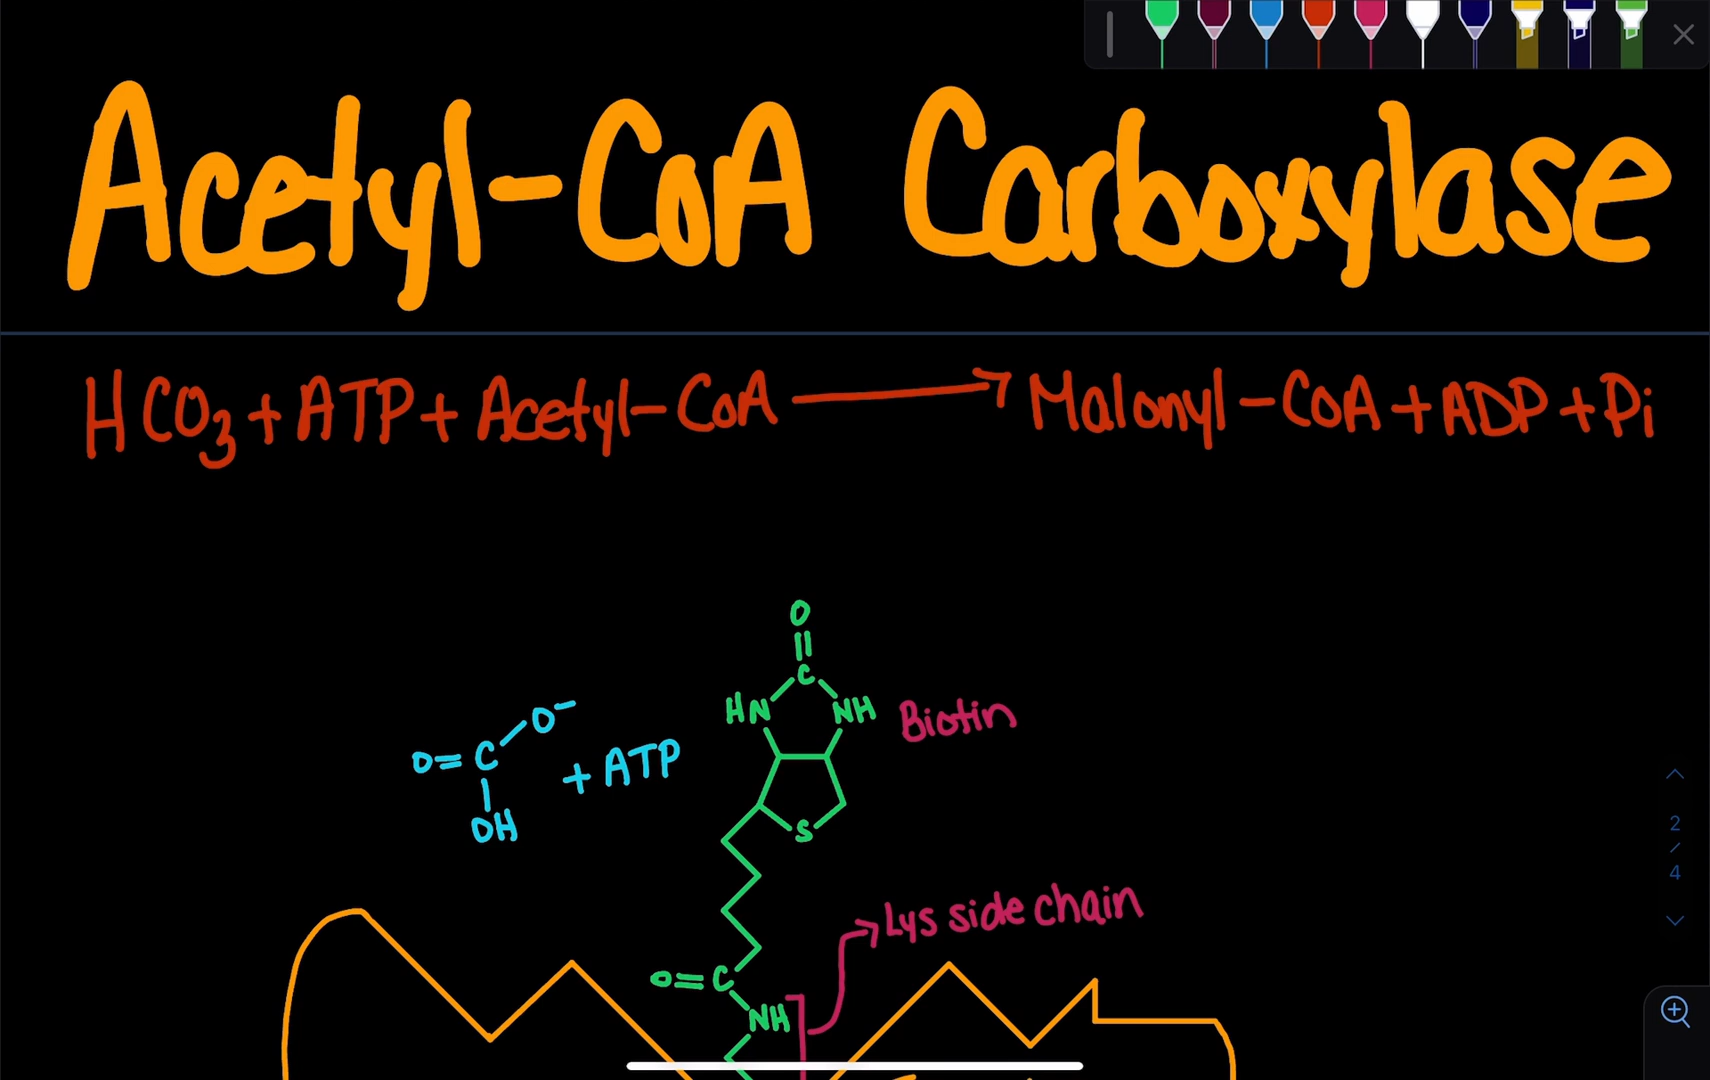 Acetyl-CoA Carboxylase
HCO3 + ATP + Acetyl-CoA → Malonyl-CoA + ADP + Pi
O
||
C
HN NH Biotin
O=C O⁻ + ATP
OH
S
Lys side chain
O=C
NH
2
/
4